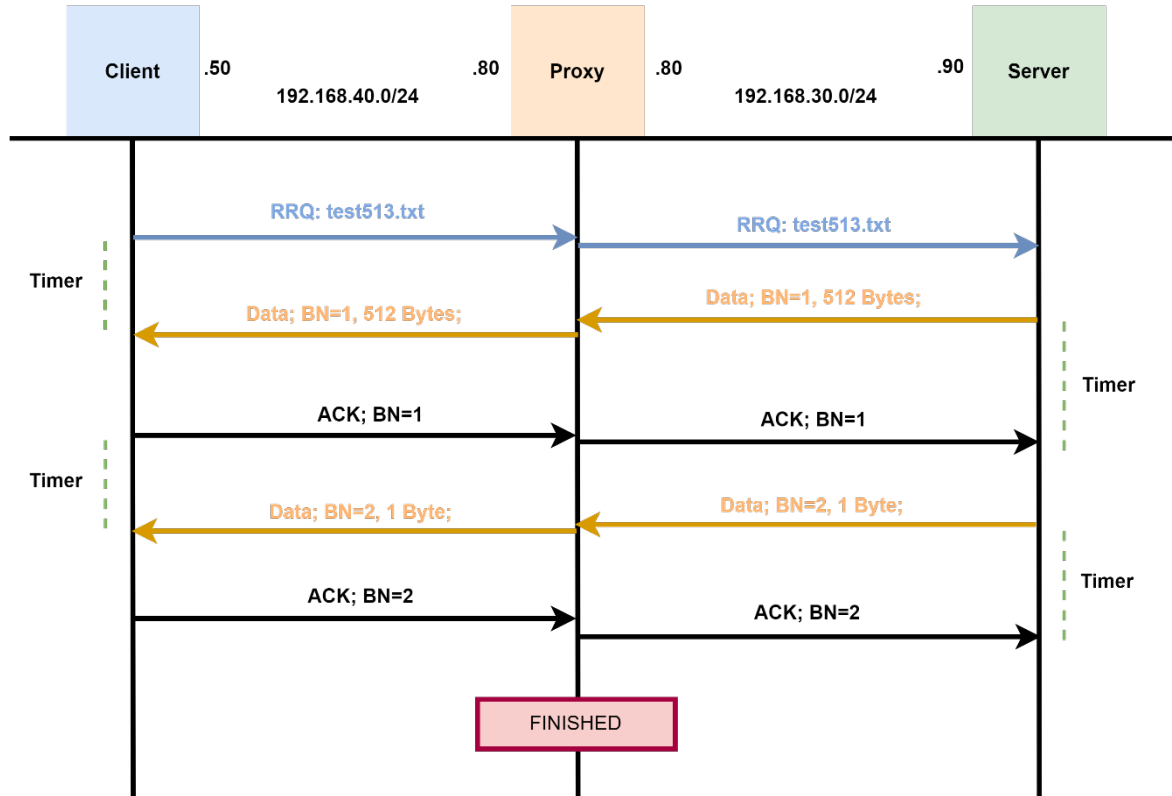 Client
.50
192.168.40.0/24
.80
Proxy
.80
192.168.30.0/24
.90
Server
RRQ: test513.txt
RRQ: test513.txt
Timer
Data; BN=1, 512 Bytes;
Data; BN=1, 512 Bytes;
Timer
ACK; BN=1
ACK; BN=1
Timer
Data; BN=2, 1 Byte;
Data; BN=2, 1 Byte;
Timer
ACK; BN=2
ACK; BN=2
FINISHED